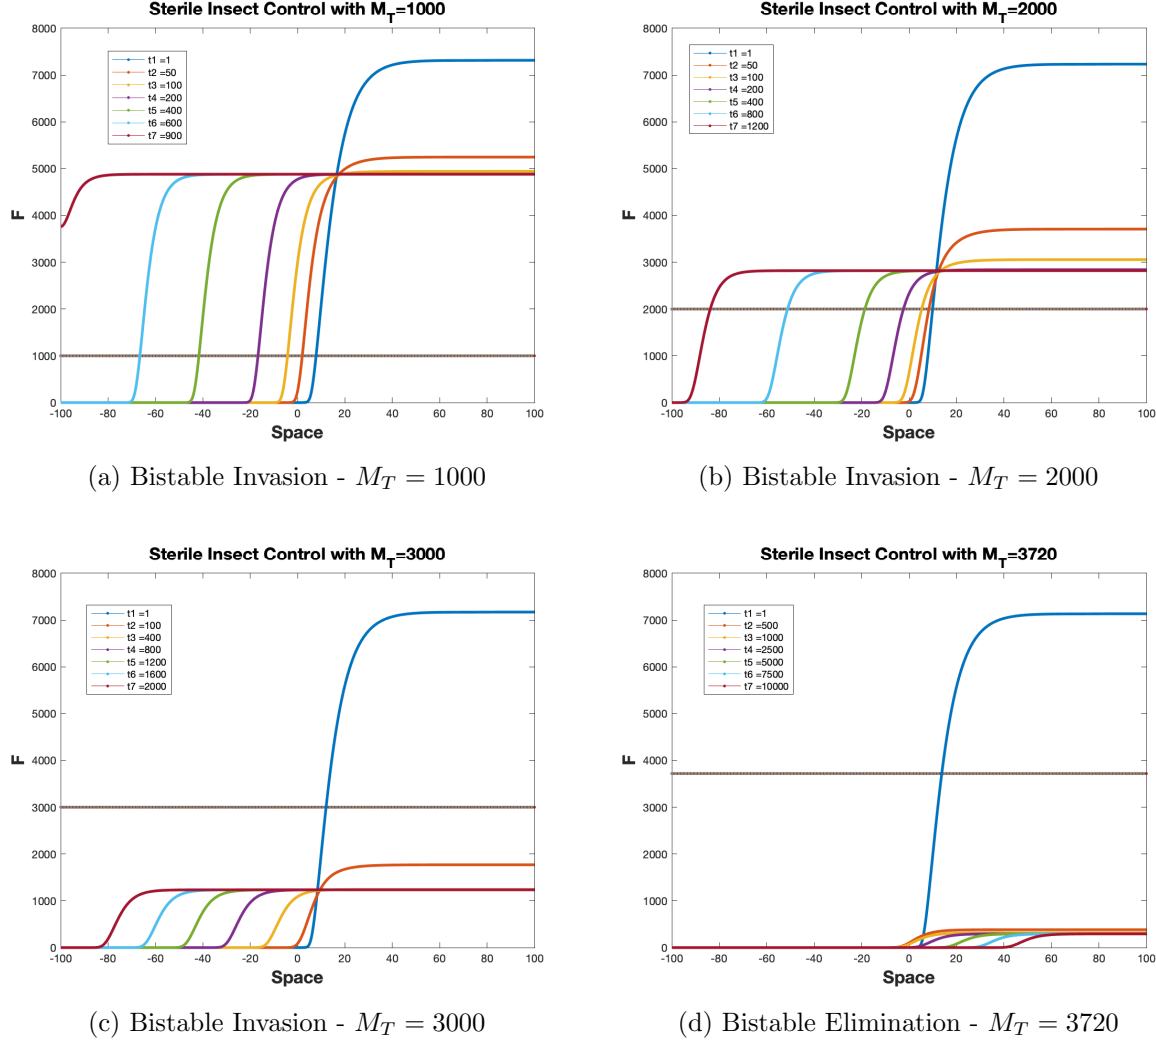 Sterile Insect Control with M_T=1000
8000
7000
6000
5000
4000
3000
2000
1000
0
F
t1 =1
t2 =50
t3 =100
t4 =200
t5 =400
t6 =600
t7 =900
-100 -80 -60 -40 -20 0 20 40 60 80 100
Space
(a) Bistable Invasion - M_T = 1000
Sterile Insect Control with M_T=2000
8000
7000
6000
5000
4000
3000
2000
1000
0
F
t1 =1
t2 =50
t3 =100
t4 =200
t5 =400
t6 =800
t7 =1200
-100 -80 -60 -40 -20 0 20 40 60 80 100
Space
(b) Bistable Invasion - M_T = 2000
Sterile Insect Control with M_T=3000
8000
7000
6000
5000
4000
3000
2000
1000
0
F
t1 =1
t2 =100
t3 =400
t4 =800
t5 =1200
t6 =1600
t7 =2000
-100 -80 -60 -40 -20 0 20 40 60 80 100
Space
(c) Bistable Invasion - M_T = 3000
Sterile Insect Control with M_T=3720
8000
7000
6000
5000
4000
3000
2000
1000
0
F
t1 =1
t2 =500
t3 =1000
t4 =2500
t5 =5000
t6 =7500
t7 =10000
-100 -80 -60 -40 -20 0 20 40 60 80 100
Space
(d) Bistable Elimination - M_T = 3720